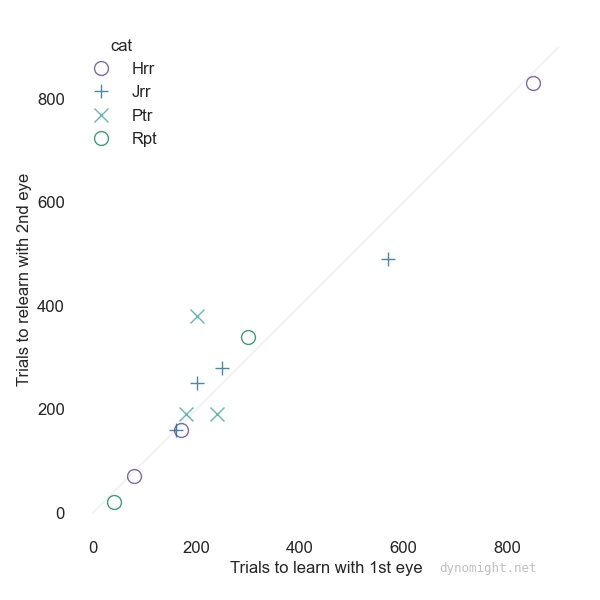 cat
Hrr
Jrr
Ptr
Rpt
800
600
400
200
0
Trials to relearn with 2nd eye
0 200 400 600 800
Trials to learn with 1st eye
dynomight.net